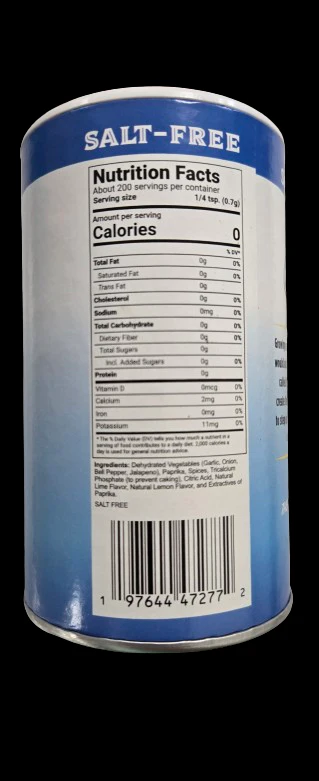 SALT-FREE
Nutrition Facts
About 200 servings per container
Serving size 1/4 tsp. (0.7g)
Amount per serving
Calories 0
% DV*
Total Fat 0g 0%
Saturated Fat 0g 0%
Trans Fat 0g
Cholesterol 0g 0%
Sodium 0mg 0%
Total Carbohydrate 0g 0%
Dietary Fiber 0g 0%
Total Sugars 0g
Incl. Added Sugars 0g 0%
Protein 0g
Vitamin D 0mcg 0%
Calcium 2mg 0%
Iron 0mg 0%
Potassium 11mg 0%
* The % Daily Value (DV) tells you how much a nutrient in a
serving of food contributes to a daily diet. 2,000 calories a
day is used for general nutrition advice.
Ingredients: Dehydrated Vegetables (Garlic, Onion,
Bell Pepper, Jalapeno), Paprika, Spices, Tricalcium
Phosphate (to prevent caking), Citric Acid, Natural
Lime Flavor, Natural Lemon Flavor, and Extractives of
Paprika.
SALT FREE
1 97644 47277 2